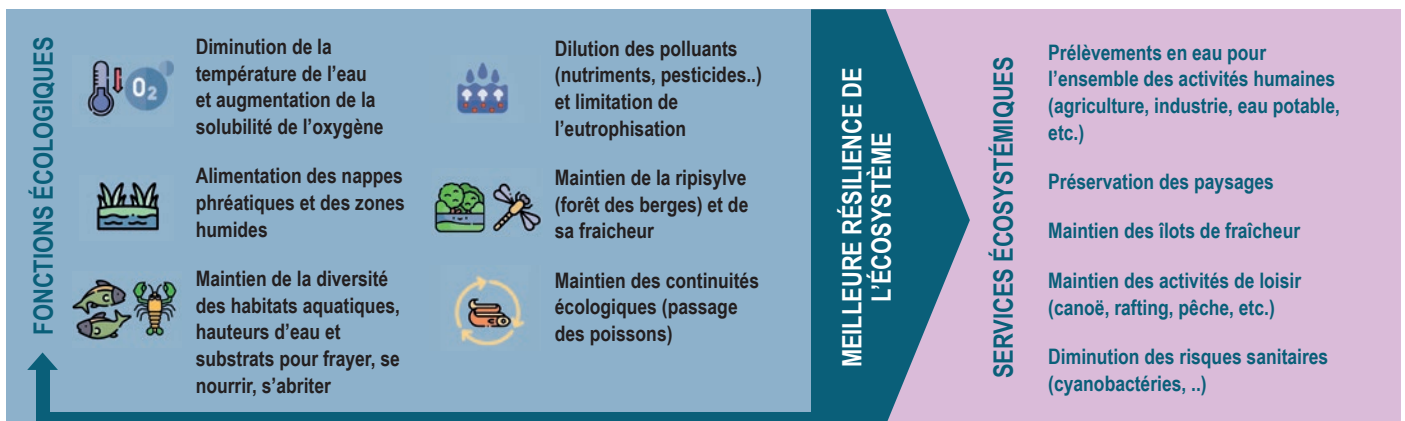 FONCTIONS ÉCOLOGIQUES
O₂
Diminution de la
température de l’eau
et augmentation de la
solubilité de l’oxygène
Alimentation des nappes
phréatiques et des zones
humides
Maintien de la diversité
des habitats aquatiques,
hauteurs d’eau et
substrats pour frayer, se
nourrir, s’abriter
Dilution des polluants
(nutriments, pesticides..)
et limitation de
l’eutrophisation
Maintien de la ripisylve
(forêt des berges) et de
sa fraicheur
Maintien des continuités
écologiques (passage
des poissons)
MEILLEURE RÉSILIENCE DE
L’ÉCOSYSTÈME
SERVICES ÉCOSYSTÉMIQUES
Prélèvements en eau pour
l’ensemble des activités humaines
(agriculture, industrie, eau potable,
etc.)
Préservation des paysages
Maintien des îlots de fraîcheur
Maintien des activités de loisir
(canoë, rafting, pêche, etc.)
Diminution des risques sanitaires
(cyanobactéries, ..)